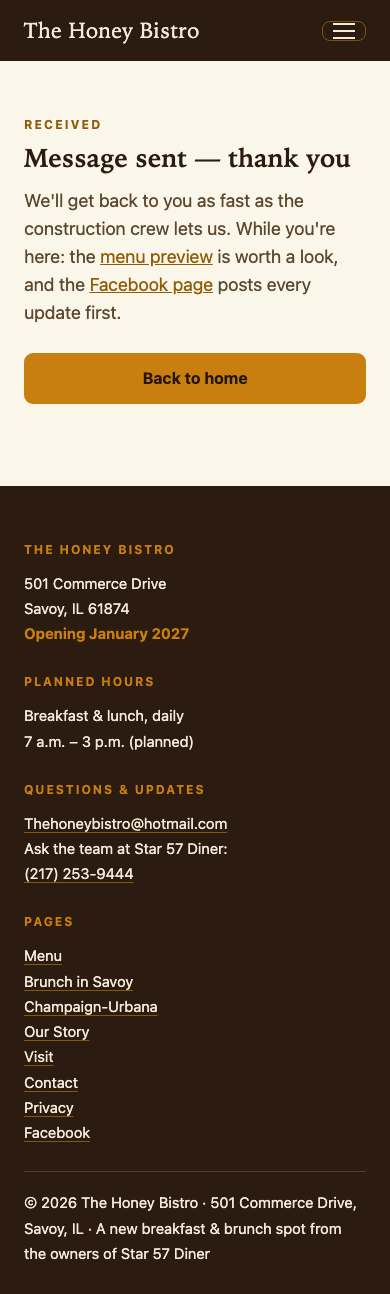 The Honey Bistro
RECEIVED
Message sent — thank you
We'll get back to you as fast as the
construction crew lets us. While you're
here: the menu preview is worth a look,
and the Facebook page posts every
update first.
Back to home
THE HONEY BISTRO
501 Commerce Drive
Savoy, IL 61874
Opening January 2027
PLANNED HOURS
Breakfast & lunch, daily
7 a.m. – 3 p.m. (planned)
QUESTIONS & UPDATES
Thehoneybistro@hotmail.com
Ask the team at Star 57 Diner:
(217) 253-9444
PAGES
Menu
Brunch in Savoy
Champaign-Urbana
Our Story
Visit
Contact
Privacy
Facebook
© 2026 The Honey Bistro · 501 Commerce Drive,
Savoy, IL · A new breakfast & brunch spot from
the owners of Star 57 Diner